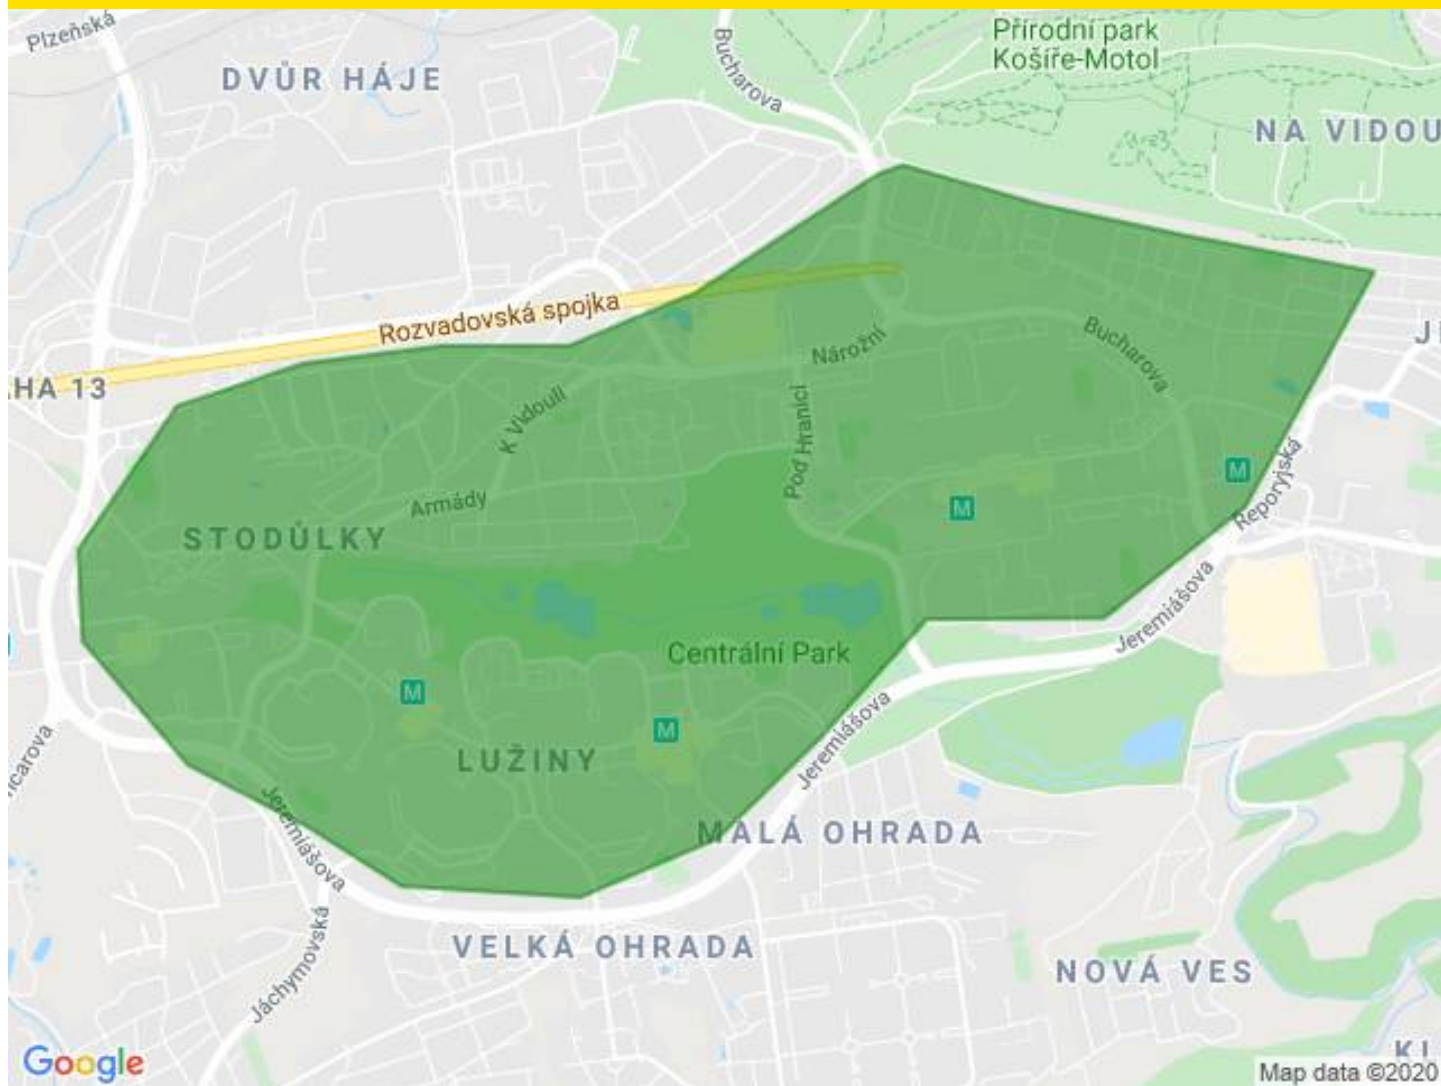 Plzeňská
Přírodní park
Košíře-Motol
DVŮR HÁJE
Bucharova
NA VIDOU
Rozvadovská spojka
HA 13
Bucharova
Nárožní
K Vidouli
Pod Hranicí
Armády
M
Řeporyjská
M
STODŮLKY
Jeremiášova
Centrální Park
M
M
Jeremiášova
LUŽINY
Jeremiášova
MALÁ OHRADA
VELKÁ OHRADA
NOVÁ VES
Jáchymovská
Google
Map data ©2020